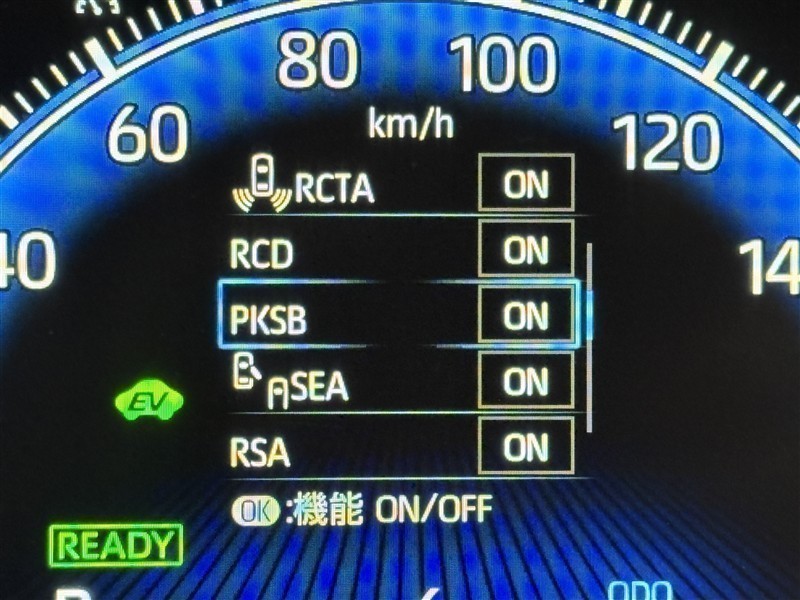 80 100
60 km/h 120
RCTA ON
40 RCD ON 14
PKSB ON
SEA ON
EV
RSA ON
OK:機能 ON/OFF
READY
ODO